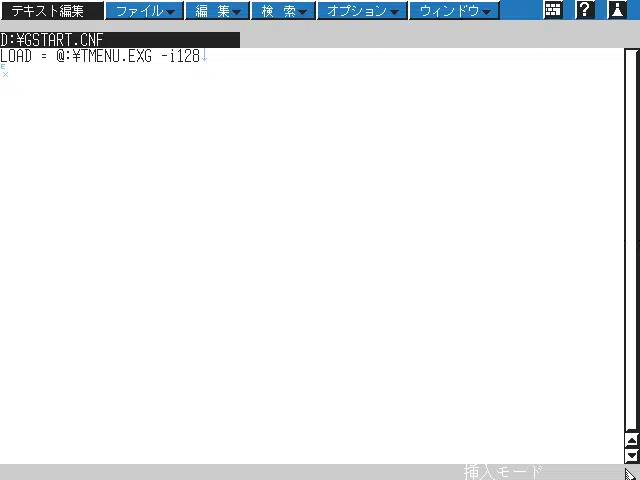 テキスト編集 ファイル 編 集 検 索 オプション ウィンドウ ?
D:¥GSTART.CNF
LOAD = @:¥TMENU.EXG -i128↓
EX
挿入モード